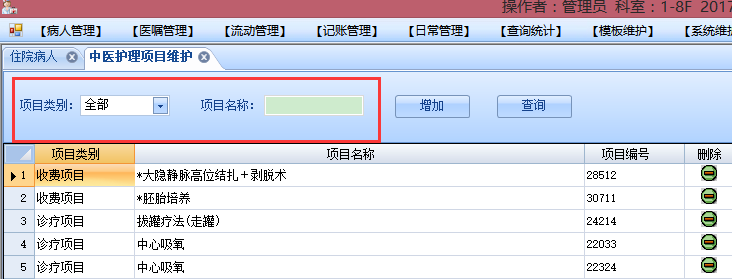 操作者：管理员 科室：1-8F 2017
【病人管理】 【医嘱管理】 【流动管理】 【记账管理】 【日常管理】 【查询统计】 【模板维护】 【系统维护
住院病人 中医护理项目维护
项目类别： 全部 项目名称： 增加 查询
项目类别 项目名称 项目编号 删除
1 收费项目 *大隐静脉高位结扎＋剥脱术 28512
2 收费项目 *胚胎培养 30711
3 诊疗项目 拔罐疗法(走罐) 24214
4 诊疗项目 中心吸氧 22033
5 诊疗项目 中心吸氧 22324